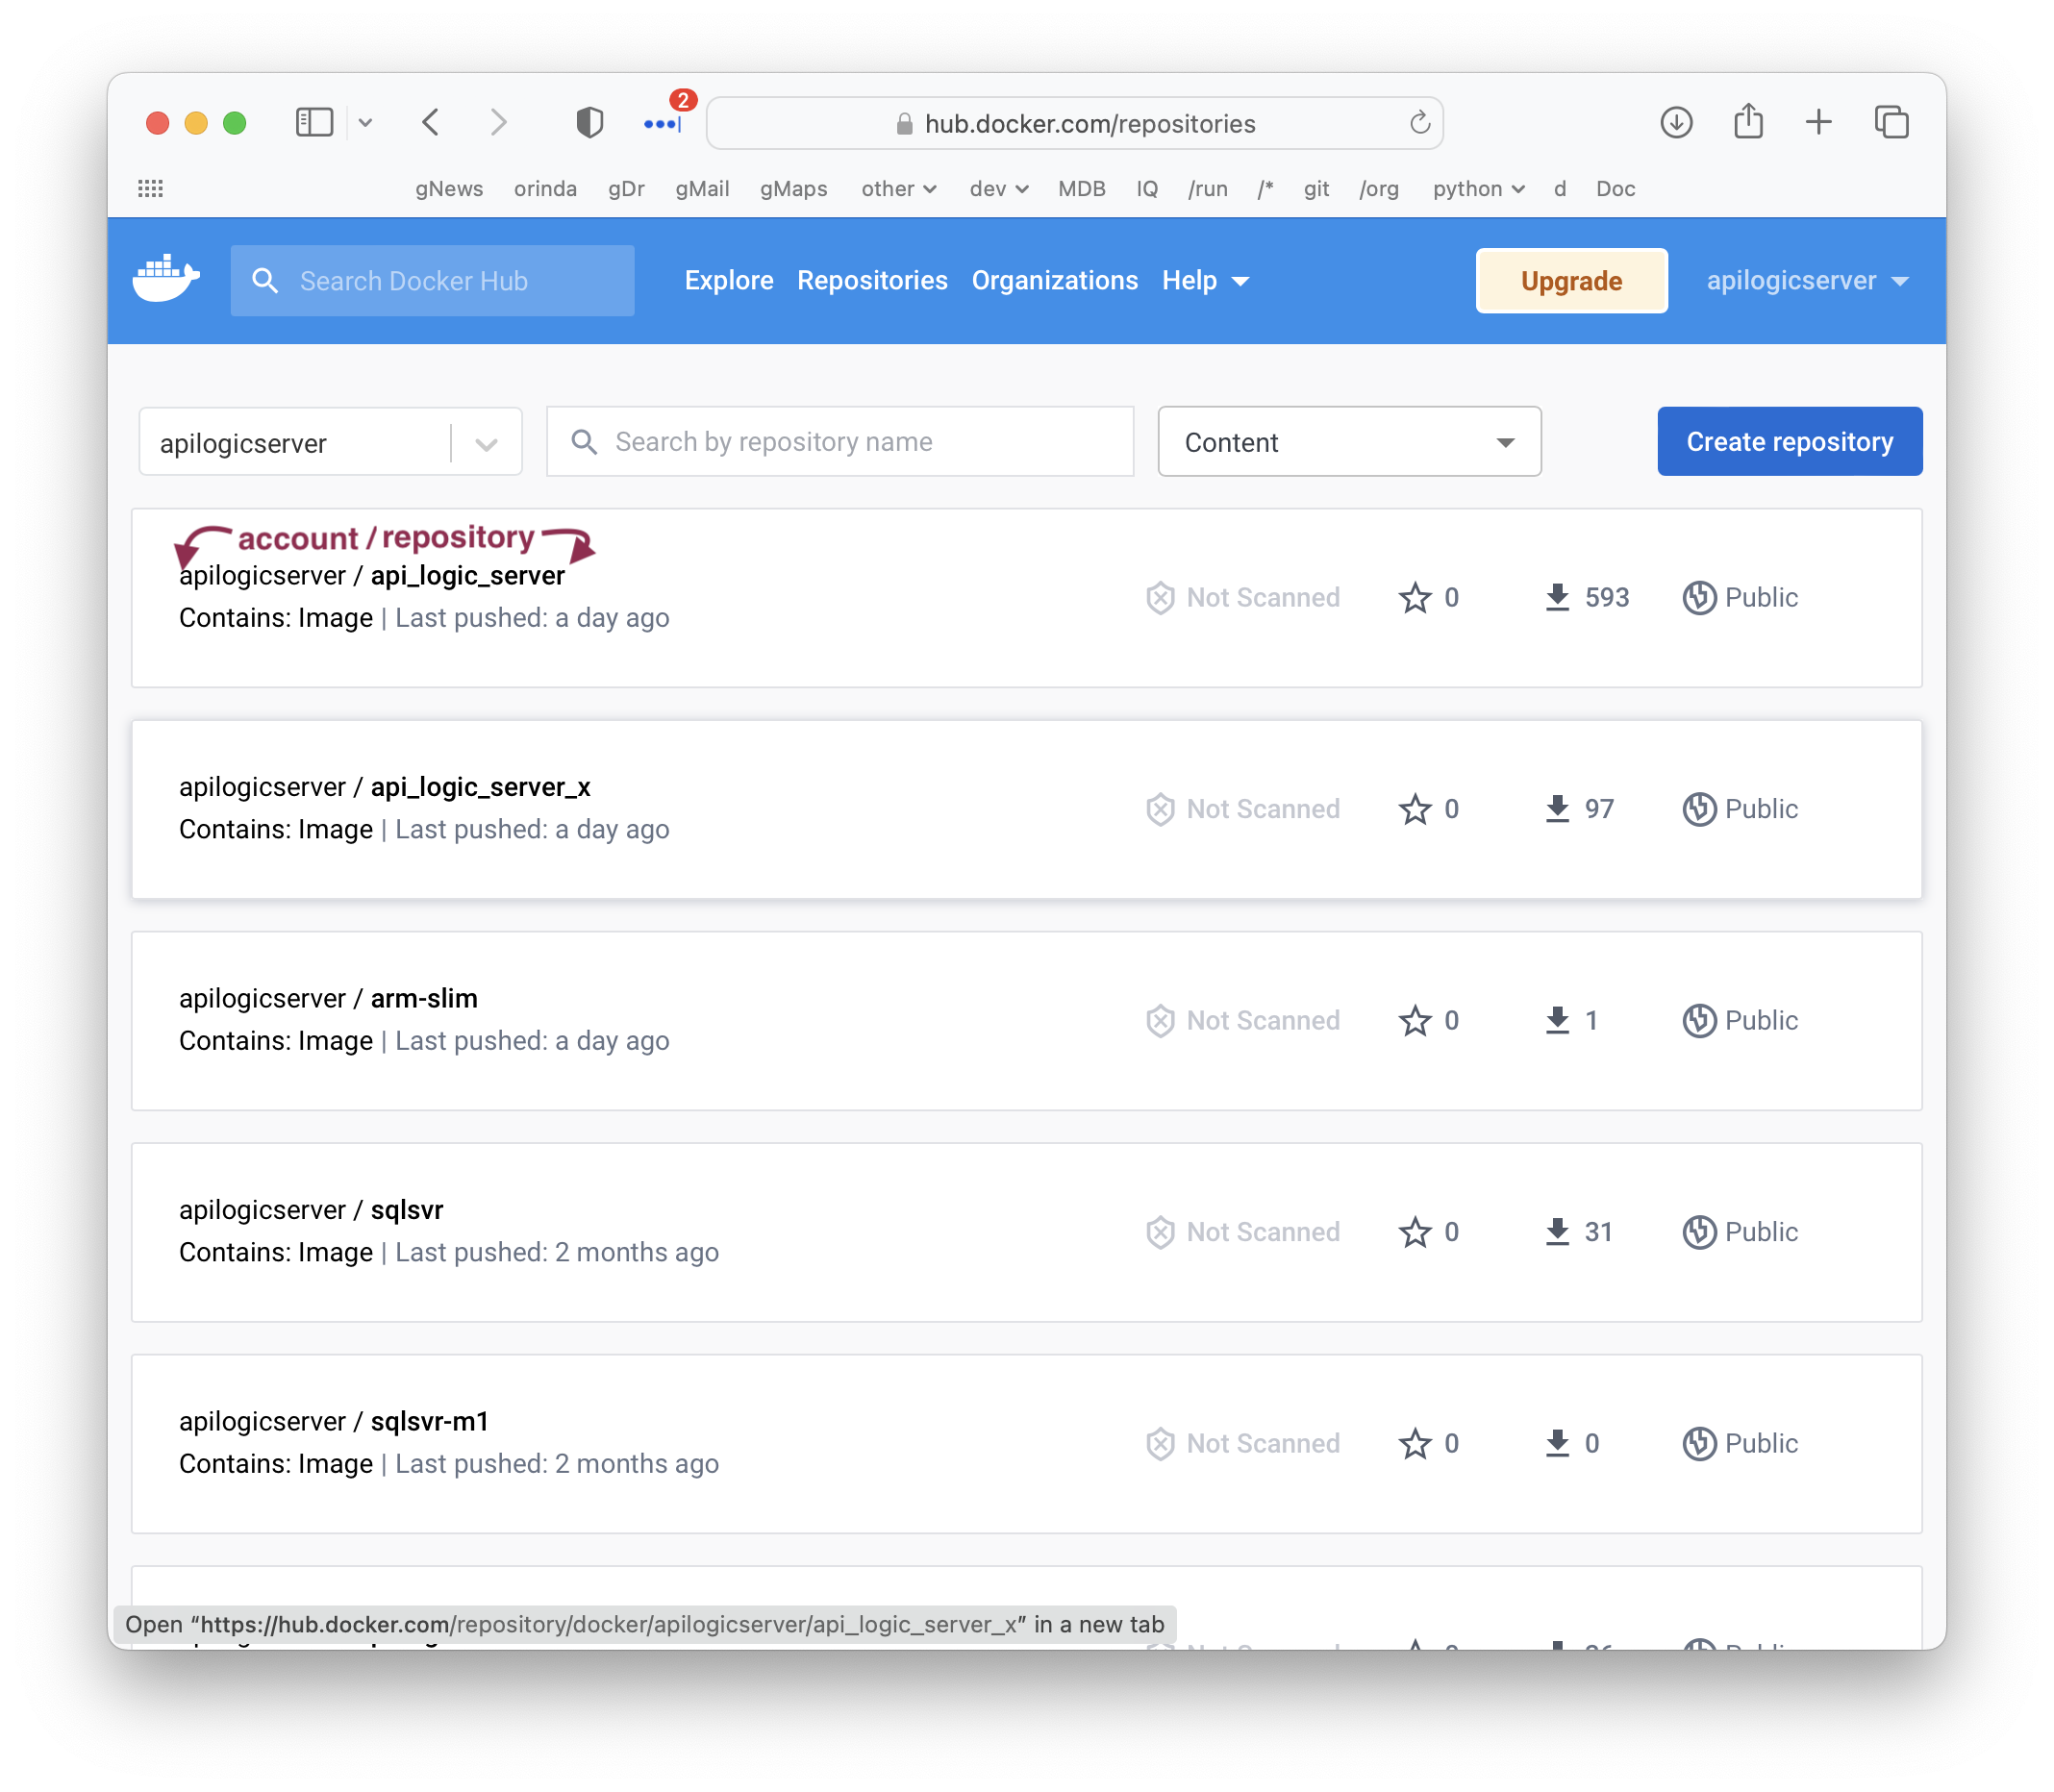 2
hub.docker.com/repositories
gNews orinda gDr gMail gMaps other dev MDB IQ /run /* git /org python d Doc
Search Docker Hub Explore Repositories Organizations Help Upgrade apilogicserver
apilogicserver Search by repository name Content Create repository
account / repository
apilogicserver / api_logic_server
Contains: Image | Last pushed: a day ago
Not Scanned 0 593 Public
apilogicserver / api_logic_server_x
Contains: Image | Last pushed: a day ago
Not Scanned 0 97 Public
apilogicserver / arm-slim
Contains: Image | Last pushed: a day ago
Not Scanned 0 1 Public
apilogicserver / sqlsvr
Contains: Image | Last pushed: 2 months ago
Not Scanned 0 31 Public
apilogicserver / sqlsvr-m1
Contains: Image | Last pushed: 2 months ago
Not Scanned 0 0 Public
Open “https://hub.docker.com/repository/docker/apilogicserver/api_logic_server_x” in a new tab